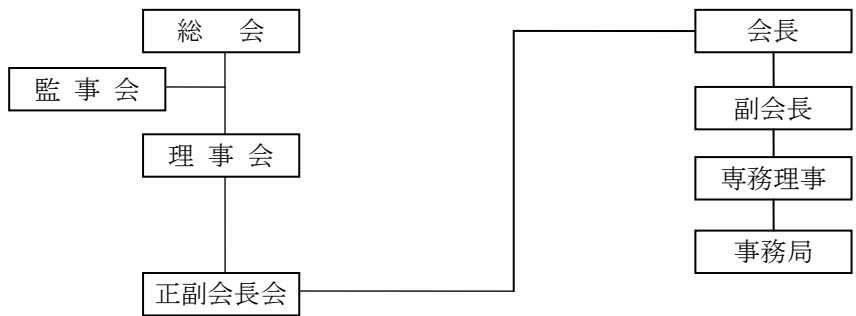 総　会
監 事 会
理 事 会
正副会長会
会長
副会長
専務理事
事務局